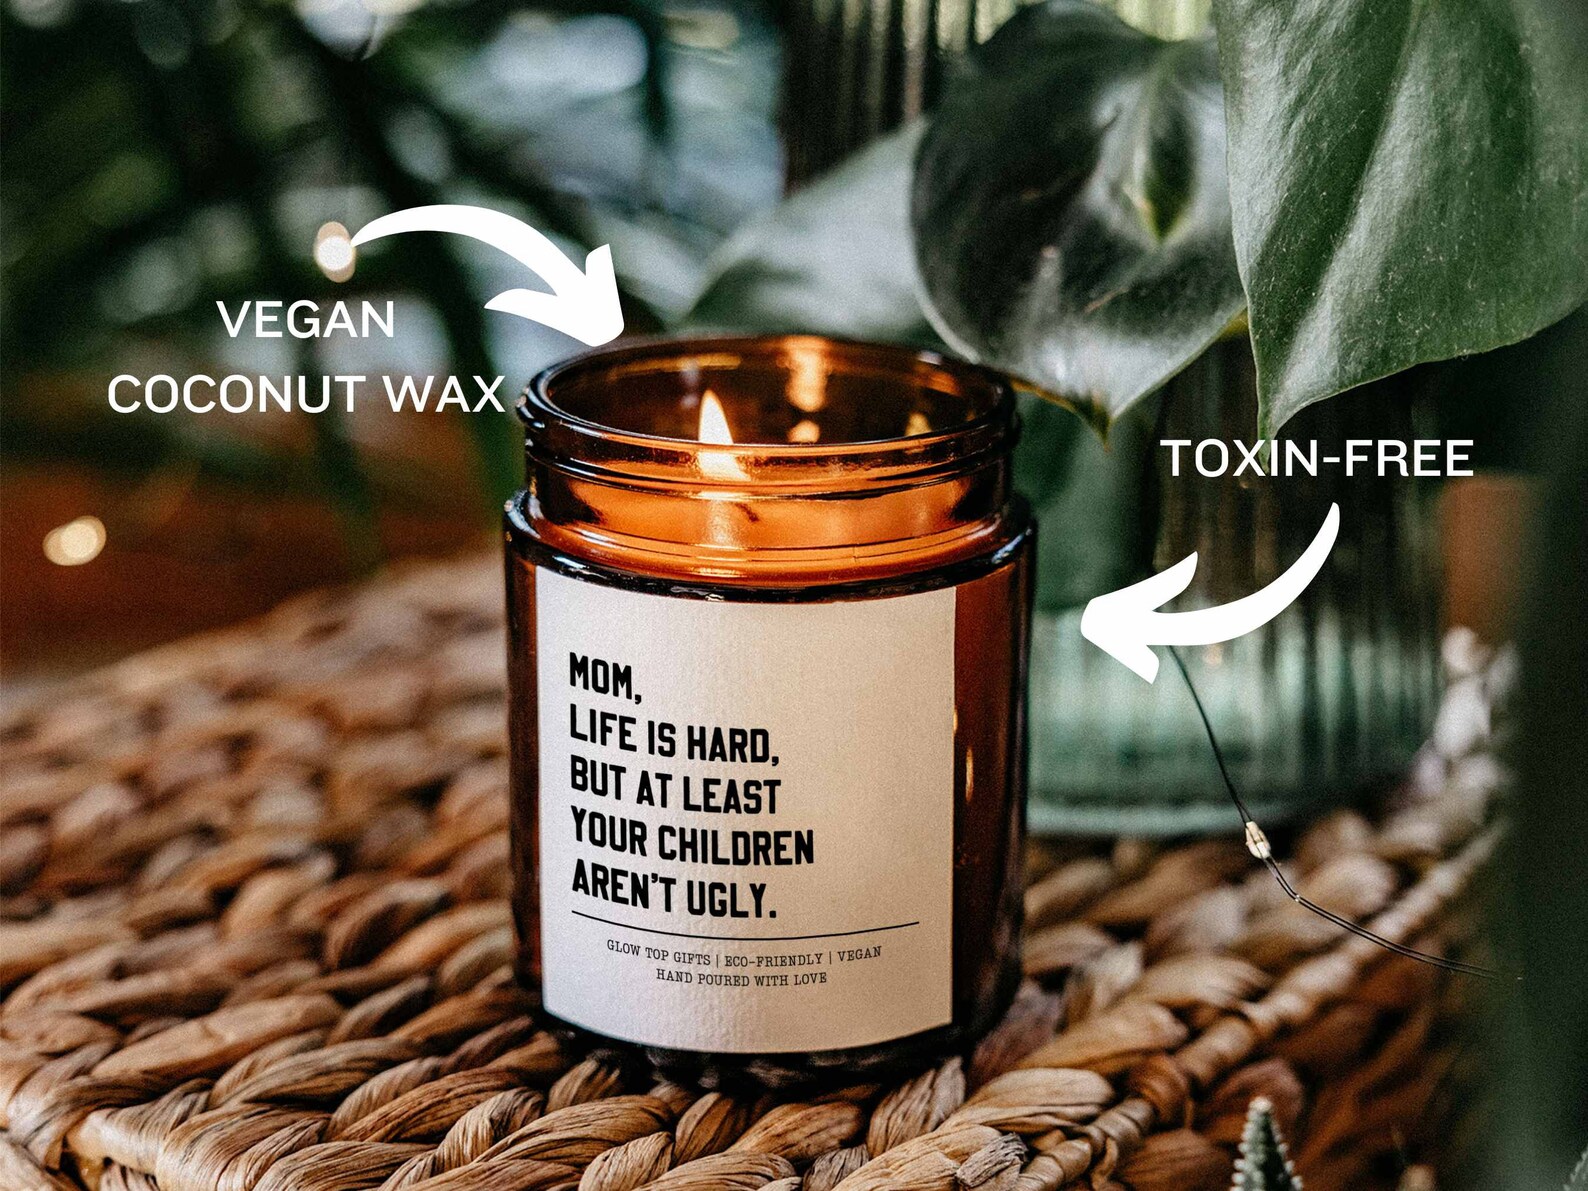 VEGAN
COCONUT WAX
TOXIN-FREE
MOM,
LIFE IS HARD,
BUT AT LEAST
YOUR CHILDREN
AREN'T UGLY.
GLOW TOP GIFTS | ECO-FRIENDLY | VEGAN
HAND POURED WITH LOVE